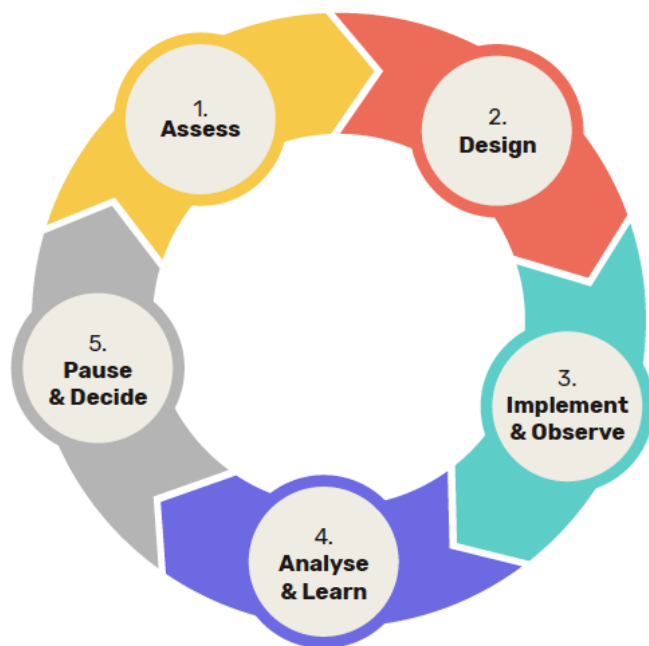 1.
Assess
2.
Design
3.
Implement
& Observe
4.
Analyse
& Learn
5.
Pause
& Decide